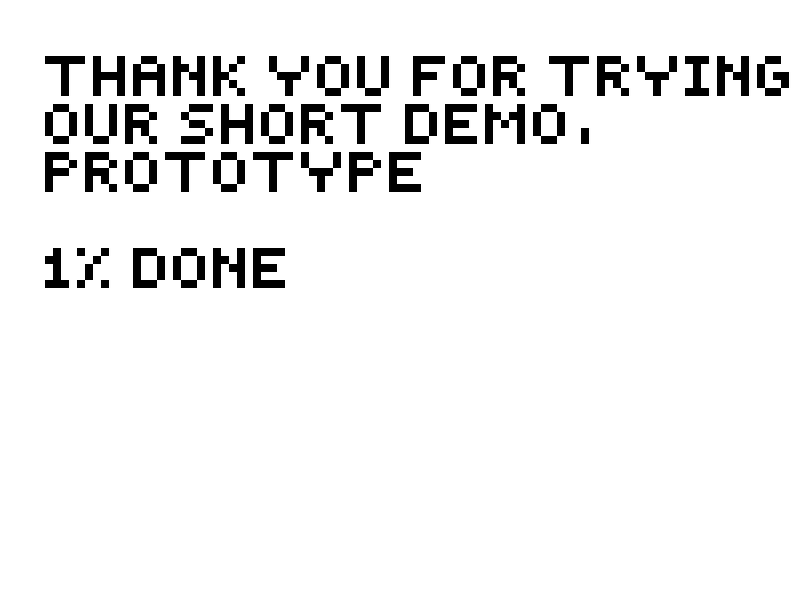 THANK YOU FOR TRYING
OUR SHORT DEMO.
PROTOTYPE
1% DONE